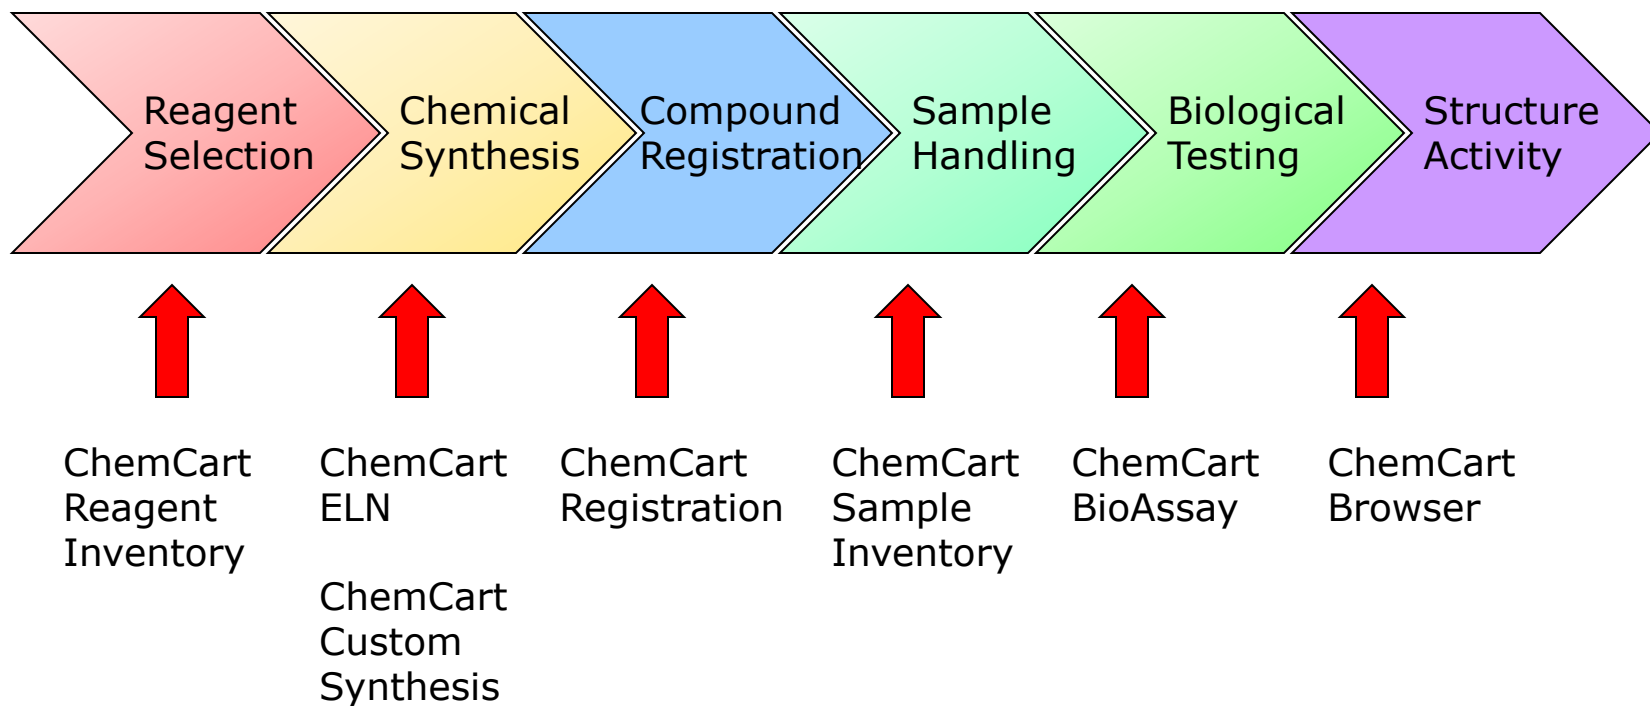 Reagent
Selection
Chemical
Synthesis
Compound
Registration
Sample
Handling
Biological
Testing
Structure
Activity
ChemCart
Reagent
Inventory
ChemCart
ELN
ChemCart
Custom
Synthesis
ChemCart
Registration
ChemCart
Sample
Inventory
ChemCart
BioAssay
ChemCart
Browser